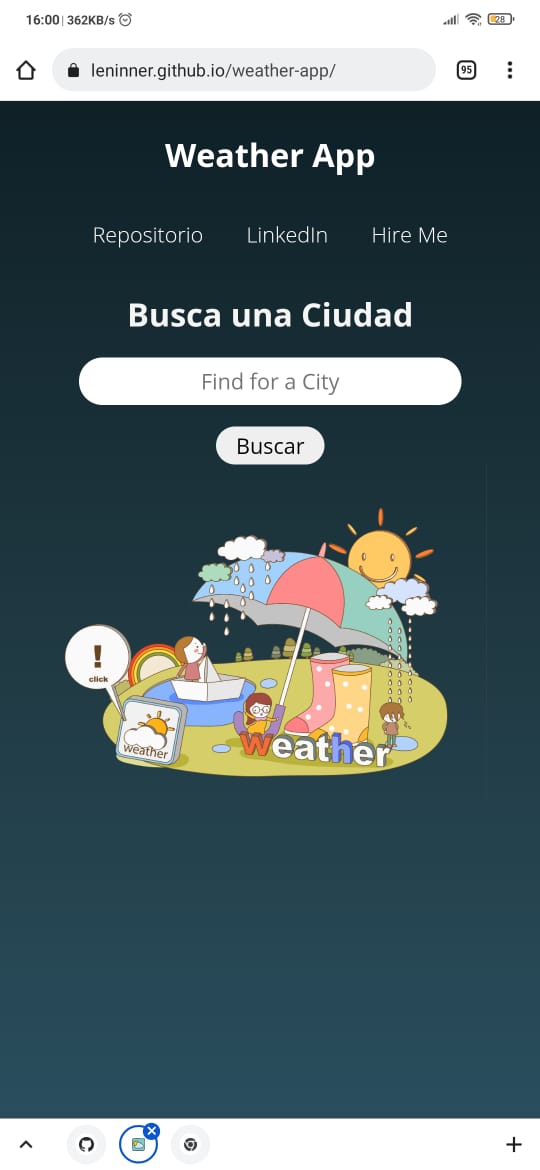 16:00 | 362KB/s
28
leninner.github.io/weather-app/
95
Weather App
Repositorio LinkedIn Hire Me
Busca una Ciudad
Find for a City
Buscar
!
click
weather
Weather